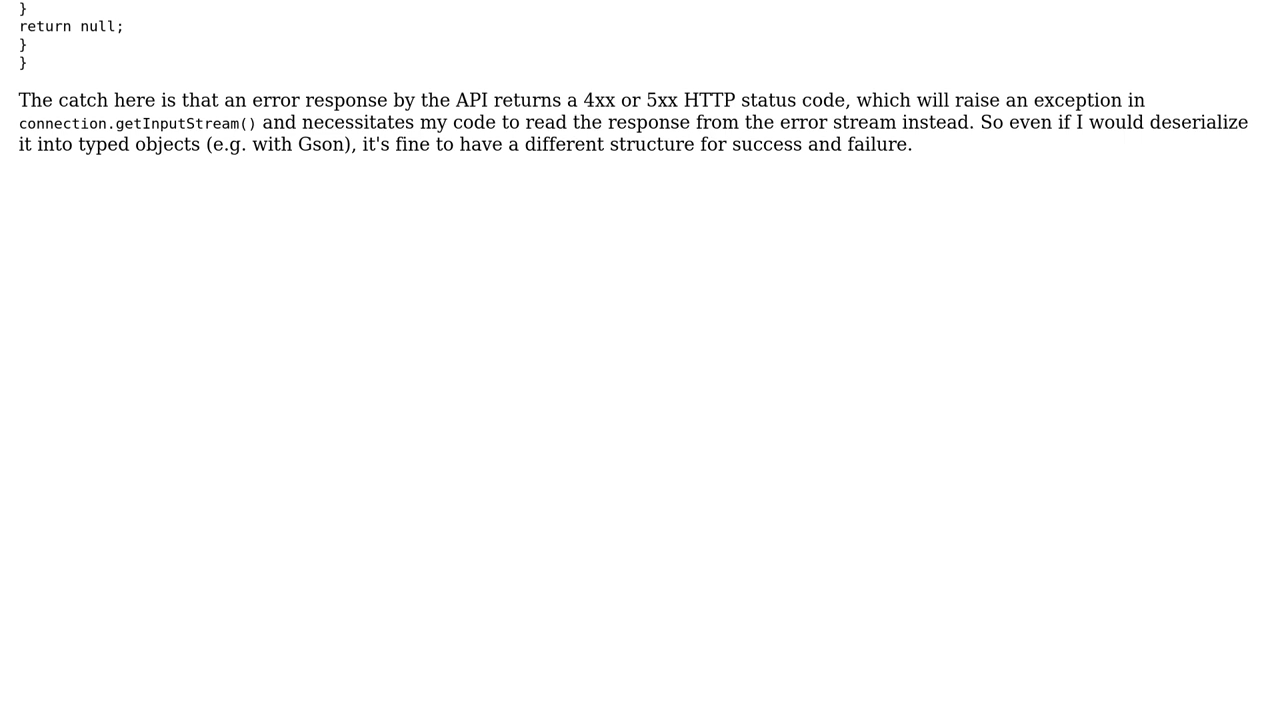 }
return null;
}
}
The catch here is that an error response by the API returns a 4xx or 5xx HTTP status code, which will raise an exception in
connection.getInputStream() and necessitates my code to read the response from the error stream instead. So even if I would deserialize
it into typed objects (e.g. with Gson), it's fine to have a different structure for success and failure.